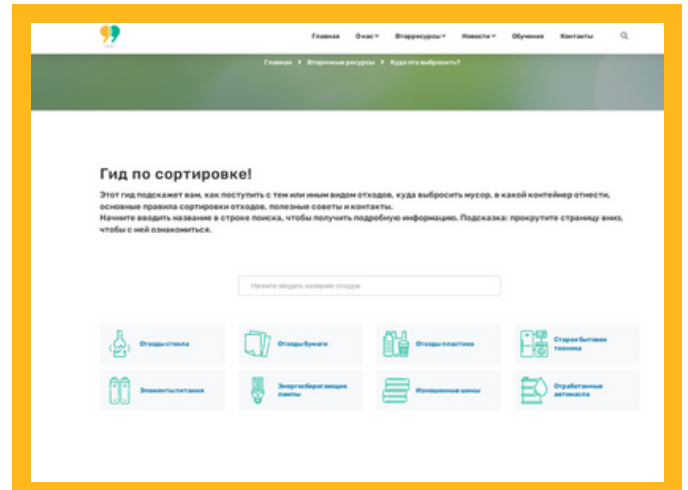 Главная О нас Вторресурсы Новости Обучение Контакты
Главная > Вторичные ресурсы > Куда что выбросить?
Гид по сортировке!
Этот гид подскажет вам, как поступить с тем или иным видом отходов, куда выбросить мусор, в какой контейнер отнести,
основные правила сортировки отходов, полезные советы и контакты.
Начните вводить название в строке поиска, чтобы получить подробную информацию. Подсказка: прокрутите страницу вниз,
чтобы с ней ознакомиться.
Начните вводить название отходов
Отходы стекла
Отходы бумаги
Отходы пластика
Старая бытовая
техника
Элементы питания
Энергосберегающие
лампы
Изношенные шины
Отработанные
автомасла